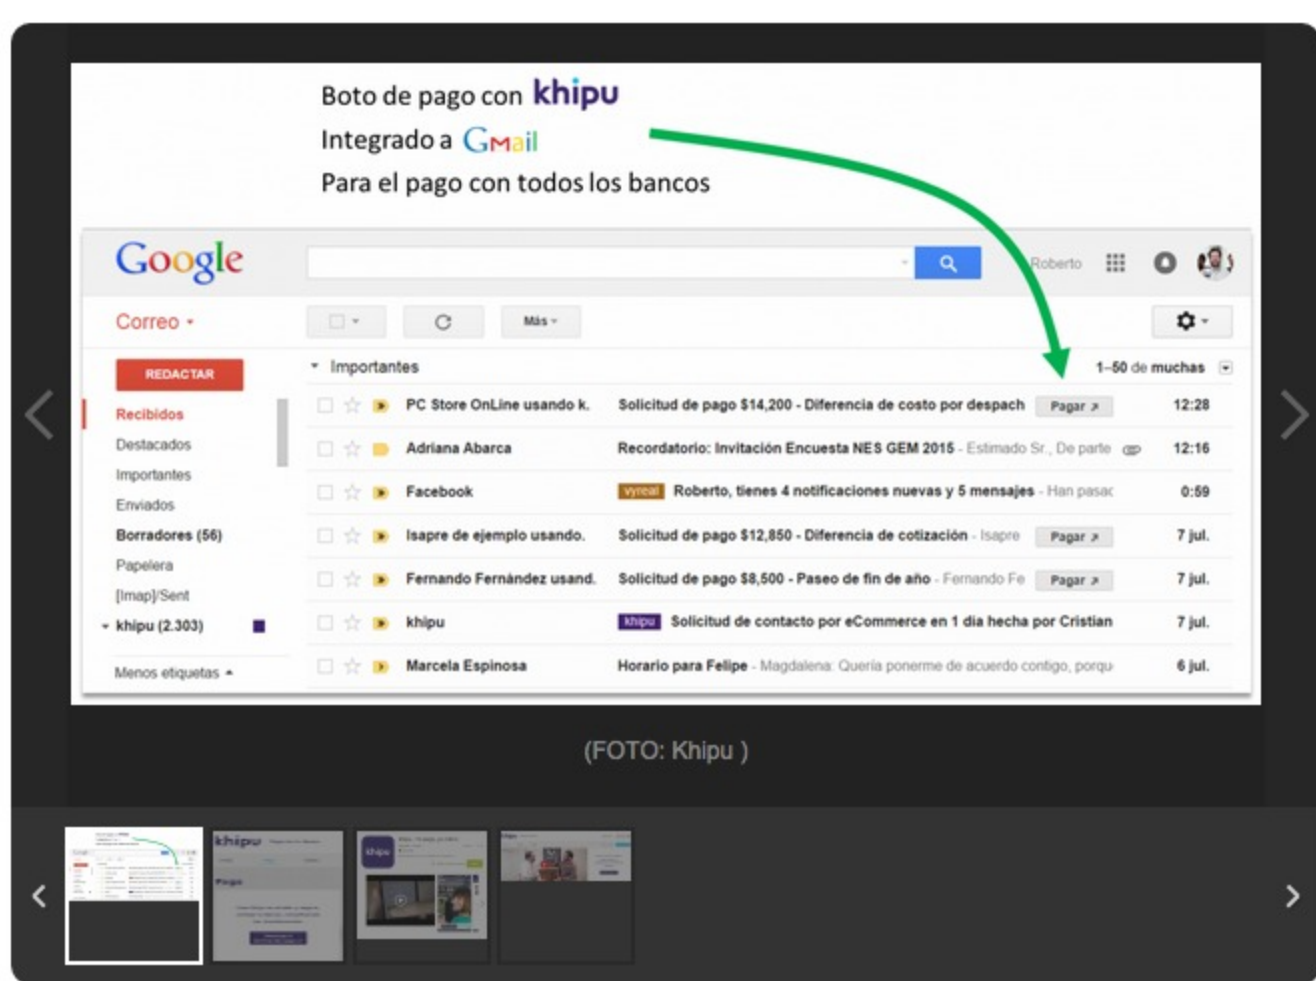 Boto de pago con khipu
Integrado a Gmail
Para el pago con todos los bancos
Google
Roberto
Correo
Más
REDACTAR
Importantes
1–50 de muchas
Recibidos
Destacados
Importantes
Enviados
Borradores (56)
Papelera
[Imap]/Sent
khipu (2.303)
Menos etiquetas
PC Store OnLine usando k. Solicitud de pago $14,200 - Diferencia de costo por despach Pagar 12:28
Adriana Abarca Recordatorio: Invitación Encuesta NES GEM 2015 - Estimado Sr., De parte 12:16
Facebook vyreal Roberto, tienes 4 notificaciones nuevas y 5 mensajes - Han pasac 0:59
Isapre de ejemplo usando. Solicitud de pago $12,850 - Diferencia de cotización - Isapre Pagar 7 jul.
Fernando Fernández usand. Solicitud de pago $8,500 - Paseo de fin de año - Fernando Fe Pagar 7 jul.
khipu khipu Solicitud de contacto por eCommerce en 1 dia hecha por Cristian 7 jul.
Marcela Espinosa Horario para Felipe - Magdalena: Quería ponerme de acuerdo contigo, porqu 6 jul.
(FOTO: Khipu )
khipu
khipu